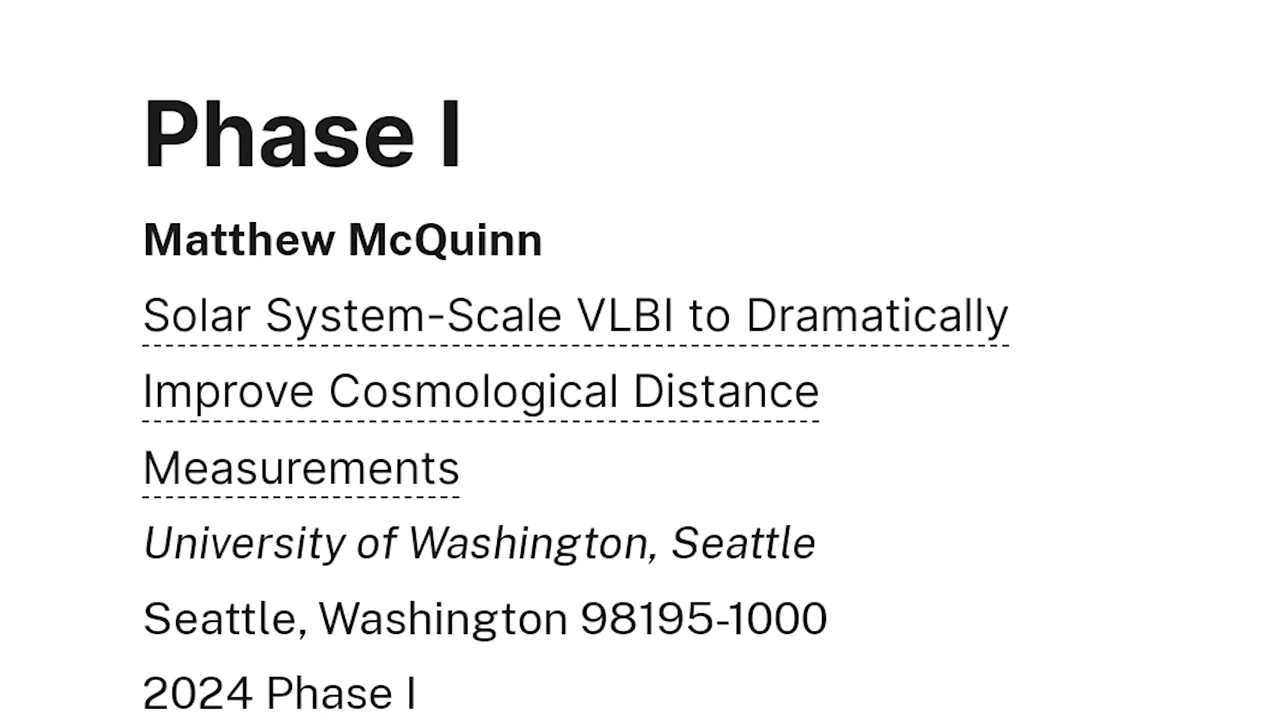 Phase I
Matthew McQuinn
Solar System-Scale VLBI to Dramatically
Improve Cosmological Distance
Measurements
University of Washington, Seattle
Seattle, Washington 98195-1000
2024 Phase I